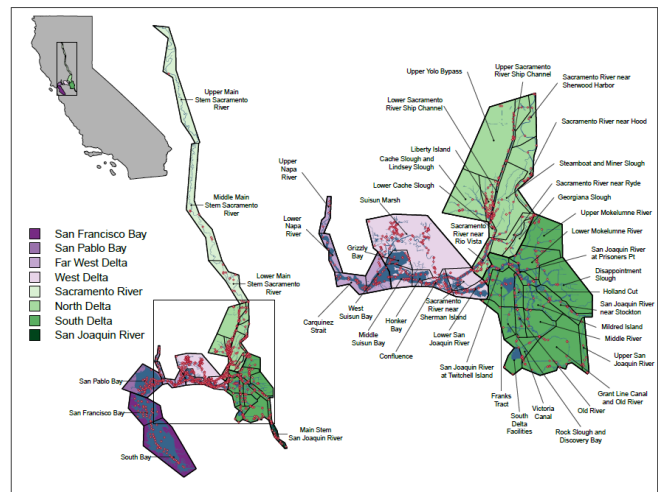 Upper Main
Stem Sacramento
River
Middle Main
Stem Sacramento
River
Lower Main
Stem Sacramento
River
San Francisco Bay
San Pablo Bay
Far West Delta
West Delta
Sacramento River
North Delta
South Delta
San Joaquin River
San Pablo Bay
San Francisco Bay
South Bay
Main Stem
San Joaquin River
Upper Yolo Bypass
Upper Sacramento
River Ship Channel
Sacramento River near
Sherwood Harbor
Lower Sacramento
River Ship Channel
Sacramento River near Hood
Liberty Island
Cache Slough and
Lindsey Slough
Steamboat and Miner Slough
Lower Cache Slough
Sacramento River near Ryde
Georgiana Slough
Upper
Napa
River
Suisun Marsh
Upper Mokelumne River
Lower
Napa
River
Grizzly
Bay
Sacramento
River near
Rio Vista
Lower Mokelumne River
San Joaquin River
at Prisoners Pt
Disappointment
Slough
Holland Cut
San Joaquin River
near Stockton
Mildred Island
Middle River
Upper San
Joaquin River
Carquinez
Strait
West
Suisun Bay
Middle
Suisun Bay
Honker
Bay
Confluence
Sacramento
River near
Sherman Island
Lower San
Joaquin River
San Joaquin River
at Twitchell Island
Franks
Tract
South
Delta
Facilities
Victoria
Canal
Rock Slough and
Discovery Bay
Old River
Grant Line Canal
and Old River